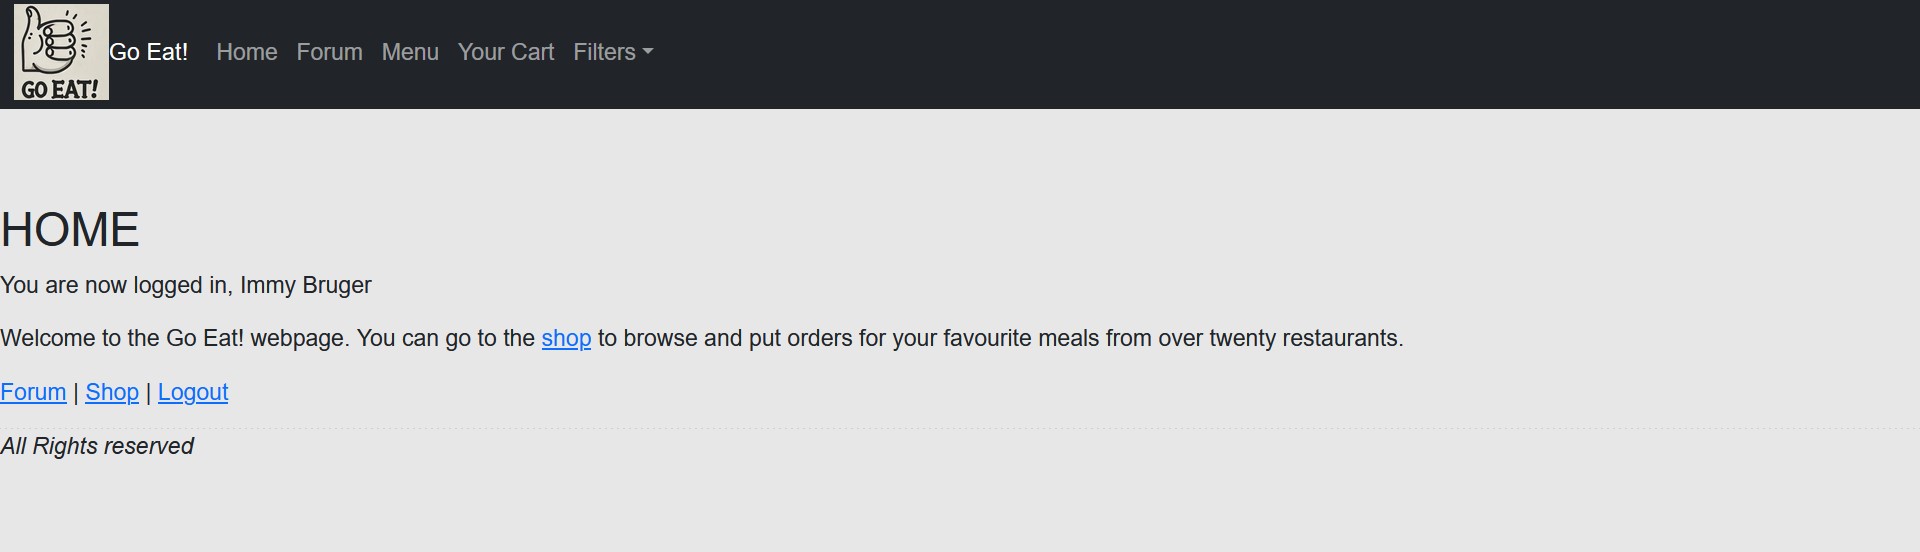 GO EAT!
Go Eat! Home Forum Menu Your Cart Filters
HOME
You are now logged in, Immy Bruger
Welcome to the Go Eat! webpage. You can go to the shop to browse and put orders for your favourite meals from over twenty restaurants.
Forum | Shop | Logout
All Rights reserved